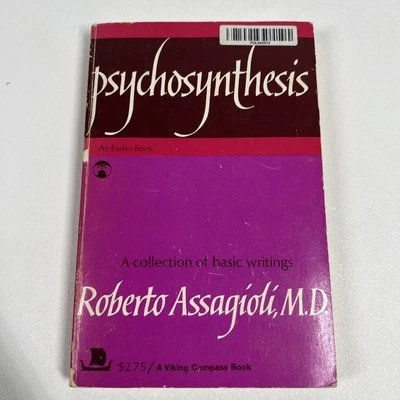 psychosynthesis
An Esalen Book
A collection of basic writings
Roberto Assagioli, M.D.
$2.75 / A Viking Compass Book